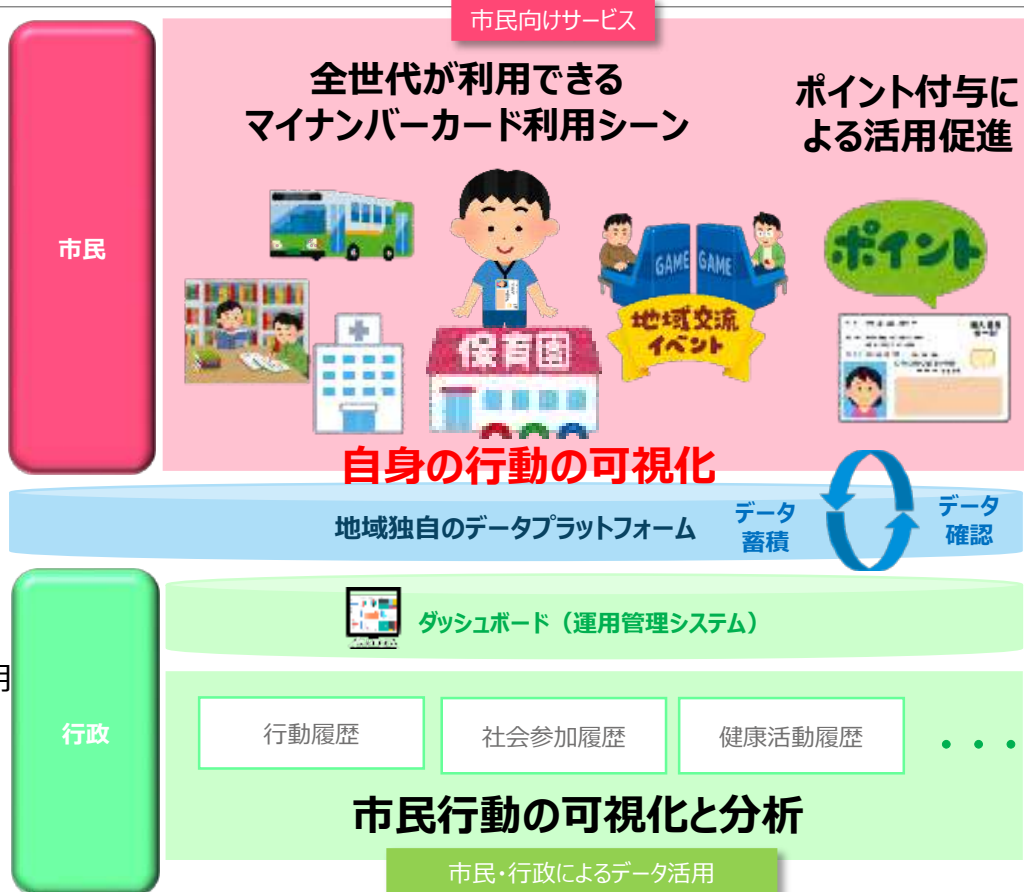 市民向けサービス
市民
全世代が利用できる
マイナンバーカード利用シーン
ポイント付与に
よる活用促進
GAME GAME
地域交流
イベント
保育園
ポイント
自身の行動の可視化
地域独自のデータプラットフォーム
データ
蓄積
データ
確認
ダッシュボード（運用管理システム）
行政
行動履歴
社会参加履歴
健康活動履歴
・・・
市民行動の可視化と分析
市民・行政によるデータ活用